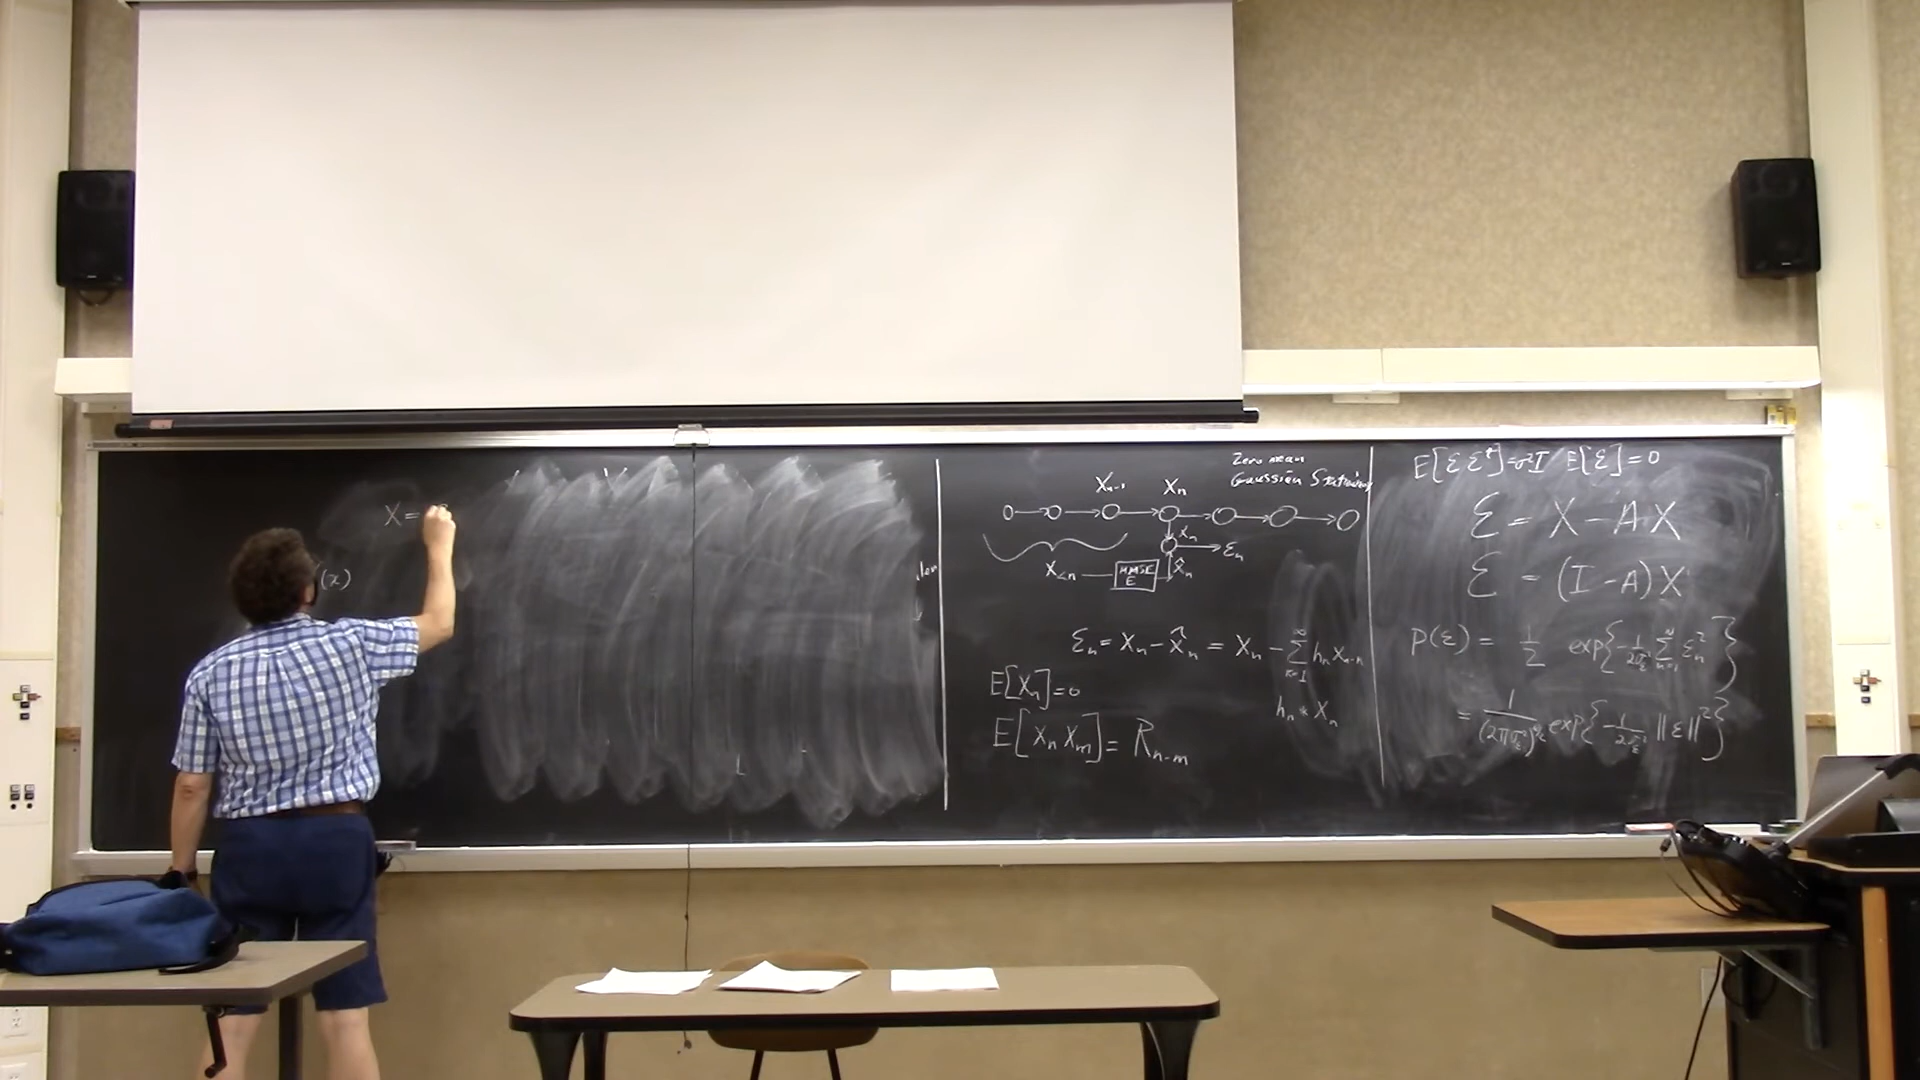 X =
(x)
Zero mean
Gaussian
X_{n-1} X_n
X_n
ε_n
X_{<n} MMSE E X̂_n
ε_n = X_n - X̂_n = X_n - Σ_{n=1}^{∞} h_n X_{n-n}
E[X_n] = 0
h_n * X_n
E[X_n X_m] = R_{n-m}
E[ε ε^t] = σ²I E[ε] = 0
ε = X - AX
ε = (I - A)X
p(ε) = 1/Z exp{-1/2σ_ε² Σ_{n=1}^{N} ε_n²}
= 1/(2πσ_ε²)^{N/2} exp{-1/2σ_ε² ||ε||²}